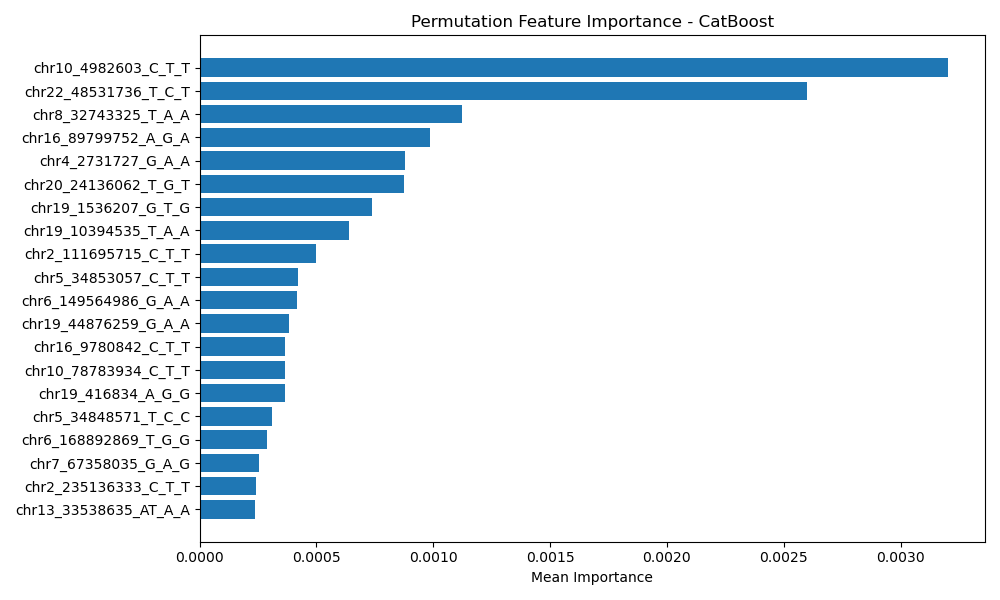 Permutation Feature Importance - CatBoost
chr10_4982603_C_T_T
chr22_48531736_T_C_T
chr8_32743325_T_A_A
chr16_89799752_A_G_A
chr4_2731727_G_A_A
chr20_24136062_T_G_T
chr19_1536207_G_T_G
chr19_10394535_T_A_A
chr2_111695715_C_T_T
chr5_34853057_C_T_T
chr6_149564986_G_A_A
chr19_44876259_G_A_A
chr16_9780842_C_T_T
chr10_78783934_C_T_T
chr19_416834_A_G_G
chr5_34848571_T_C_C
chr6_168892869_T_G_G
chr7_67358035_G_A_G
chr2_235136333_C_T_T
chr13_33538635_AT_A_A
0.0000 0.0005 0.0010 0.0015 0.0020 0.0025 0.0030
Mean Importance